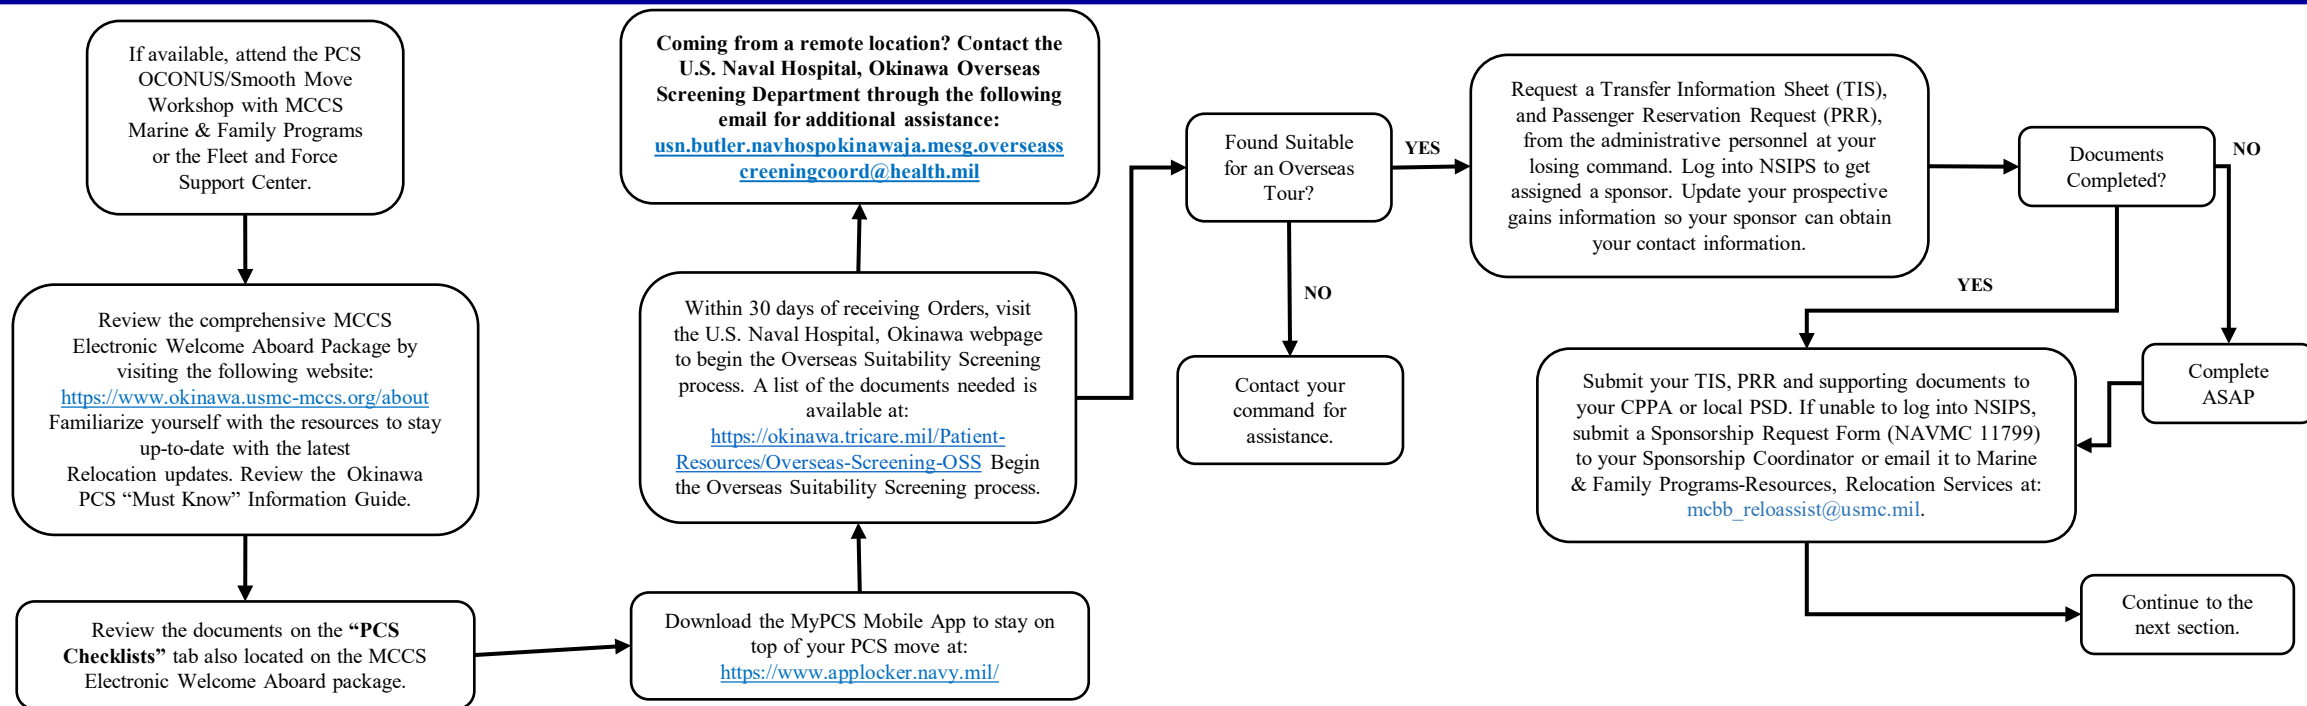 If available, attend the PCS
OCONUS/Smooth Move
Workshop with MCCS
Marine & Family Programs
or the Fleet and Force
Support Center.
Review the comprehensive MCCS
Electronic Welcome Aboard Package by
visiting the following website:
https://www.okinawa.usmc-mccs.org/about
Familiarize yourself with the resources to stay
up-to-date with the latest
Relocation updates. Review the Okinawa
PCS “Must Know” Information Guide.
Review the documents on the “PCS
Checklists” tab also located on the MCCS
Electronic Welcome Aboard package.
Download the MyPCS Mobile App to stay on
top of your PCS move at:
https://www.applocker.navy.mil/
Within 30 days of receiving Orders, visit
the U.S. Naval Hospital, Okinawa webpage
to begin the Overseas Suitability Screening
process. A list of the documents needed is
available at:
https://okinawa.tricare.mil/Patient-
Resources/Overseas-Screening-OSS Begin
the Overseas Suitability Screening process.
Coming from a remote location? Contact the
U.S. Naval Hospital, Okinawa Overseas
Screening Department through the following
email for additional assistance:
usn.butler.navhospokinawaja.mesg.overseass
creeningcoord@health.mil
Found Suitable
for an Overseas
Tour?
YES
NO
Contact your
command for
assistance.
Request a Transfer Information Sheet (TIS),
and Passenger Reservation Request (PRR),
from the administrative personnel at your
losing command. Log into NSIPS to get
assigned a sponsor. Update your prospective
gains information so your sponsor can obtain
your contact information.
Documents
Completed?
NO
YES
Complete
ASAP
Submit your TIS, PRR and supporting documents to
your CPPA or local PSD. If unable to log into NSIPS,
submit a Sponsorship Request Form (NAVMC 11799)
to your Sponsorship Coordinator or email it to Marine
& Family Programs-Resources, Relocation Services at:
mcbb_reloassist@usmc.mil.
Continue to the
next section.